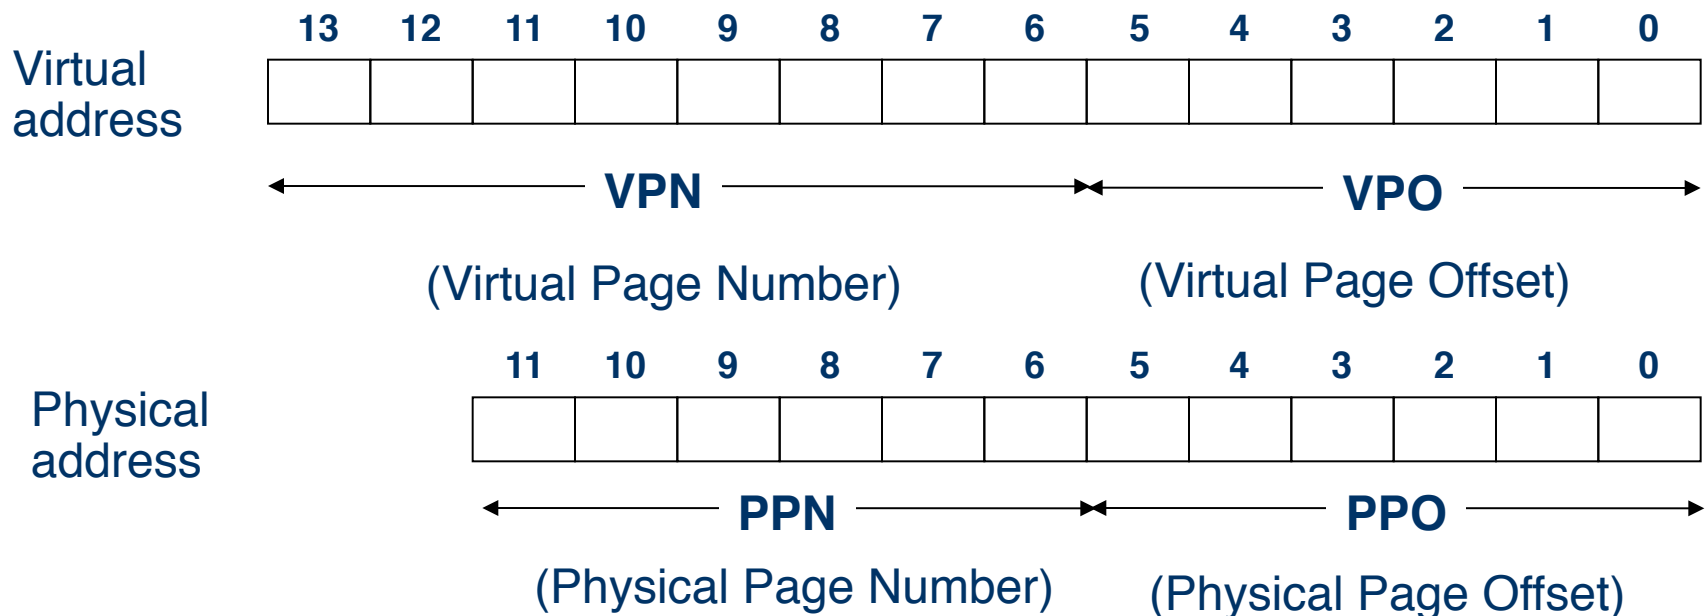 13 12 11 10 9 8 7 6 5 4 3 2 1 0
Virtual
address
VPN VPO
(Virtual Page Number) (Virtual Page Offset)
11 10 9 8 7 6 5 4 3 2 1 0
Physical
address
PPN PPO
(Physical Page Number) (Physical Page Offset)